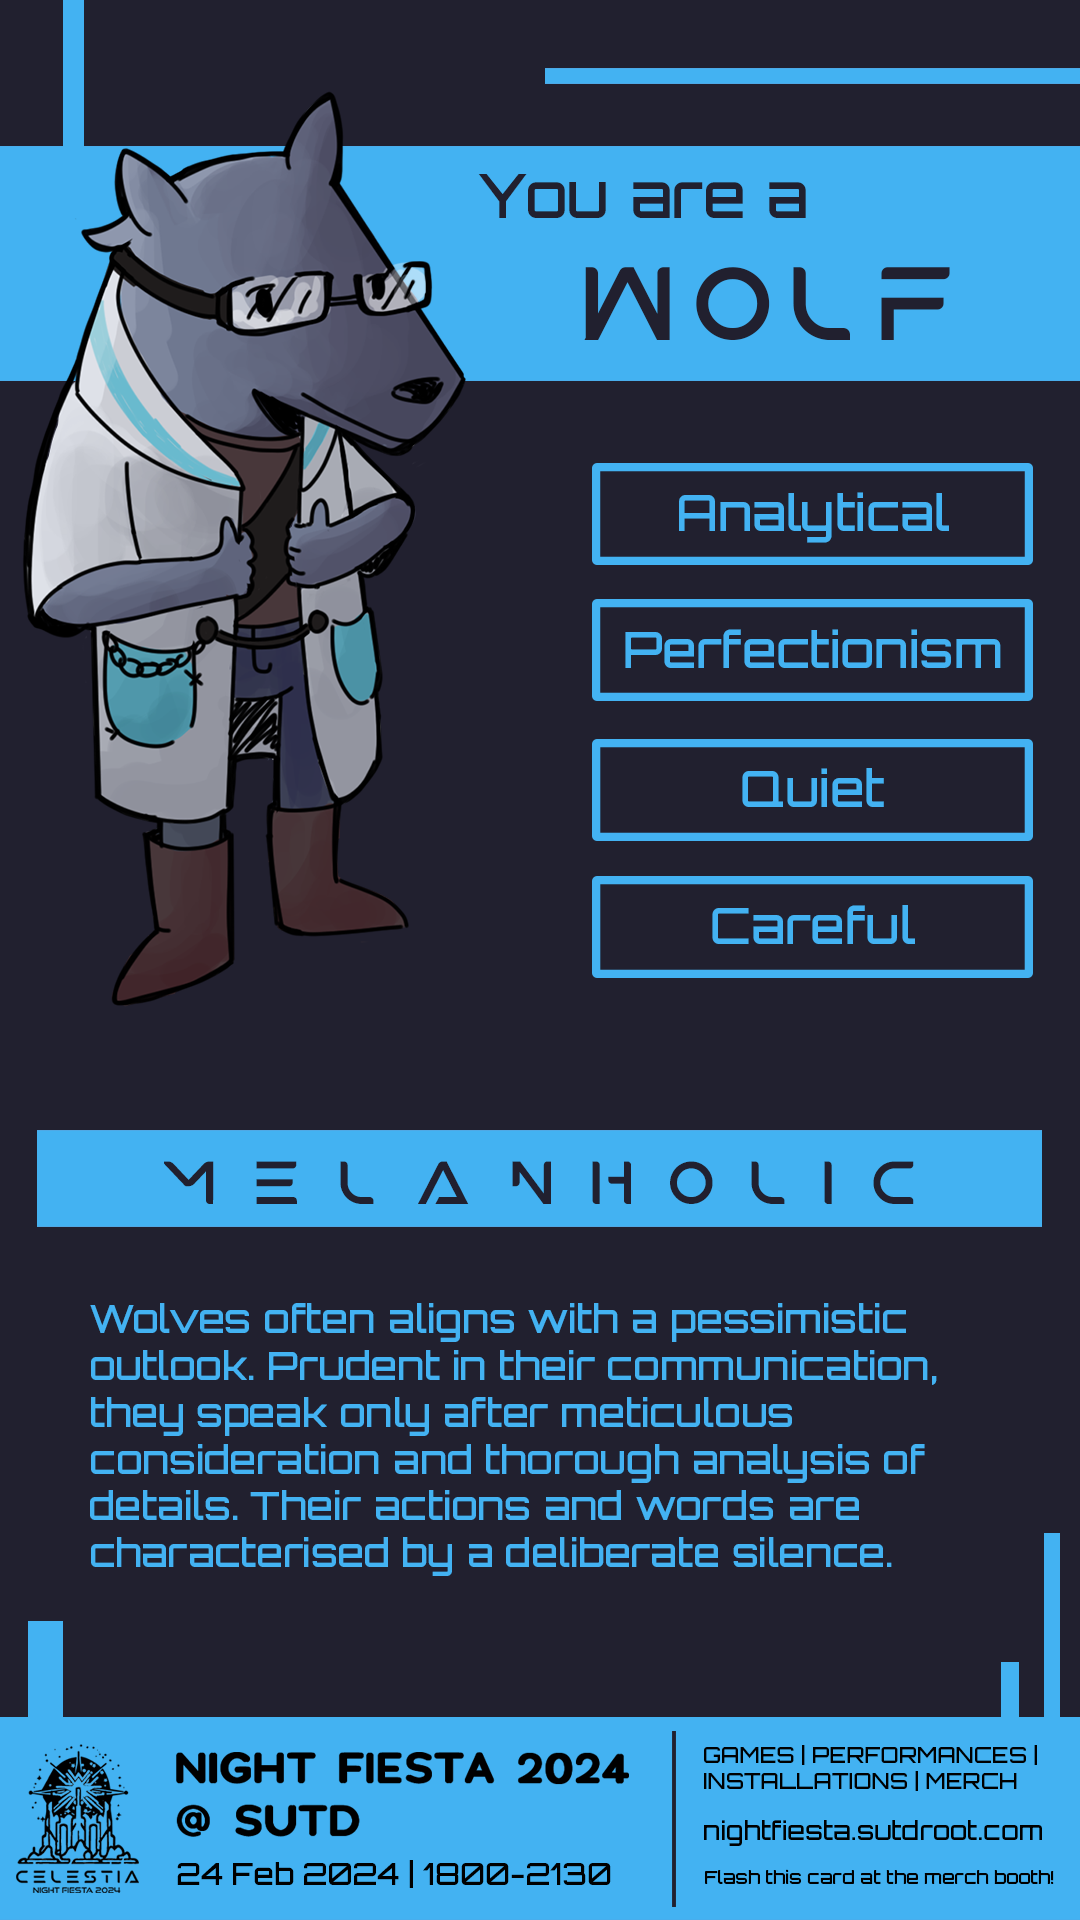 You are a
WOLF
Analytical
Perfectionism
Quiet
Careful
MELANHOLIC
Wolves often aligns with a pessimistic
outlook. Prudent in their communication,
they speak only after meticulous
consideration and thorough analysis of
details. Their actions and words are
characterised by a deliberate silence.
CELESTIA
NIGHT FIESTA 2024
NIGHT FIESTA 2024
@ SUTD
24 Feb 2024 | 1800-2130
GAMES | PERFORMANCES |
INSTALLATIONS | MERCH
nightfiesta.sutdroot.com
Flash this card at the merch booth!